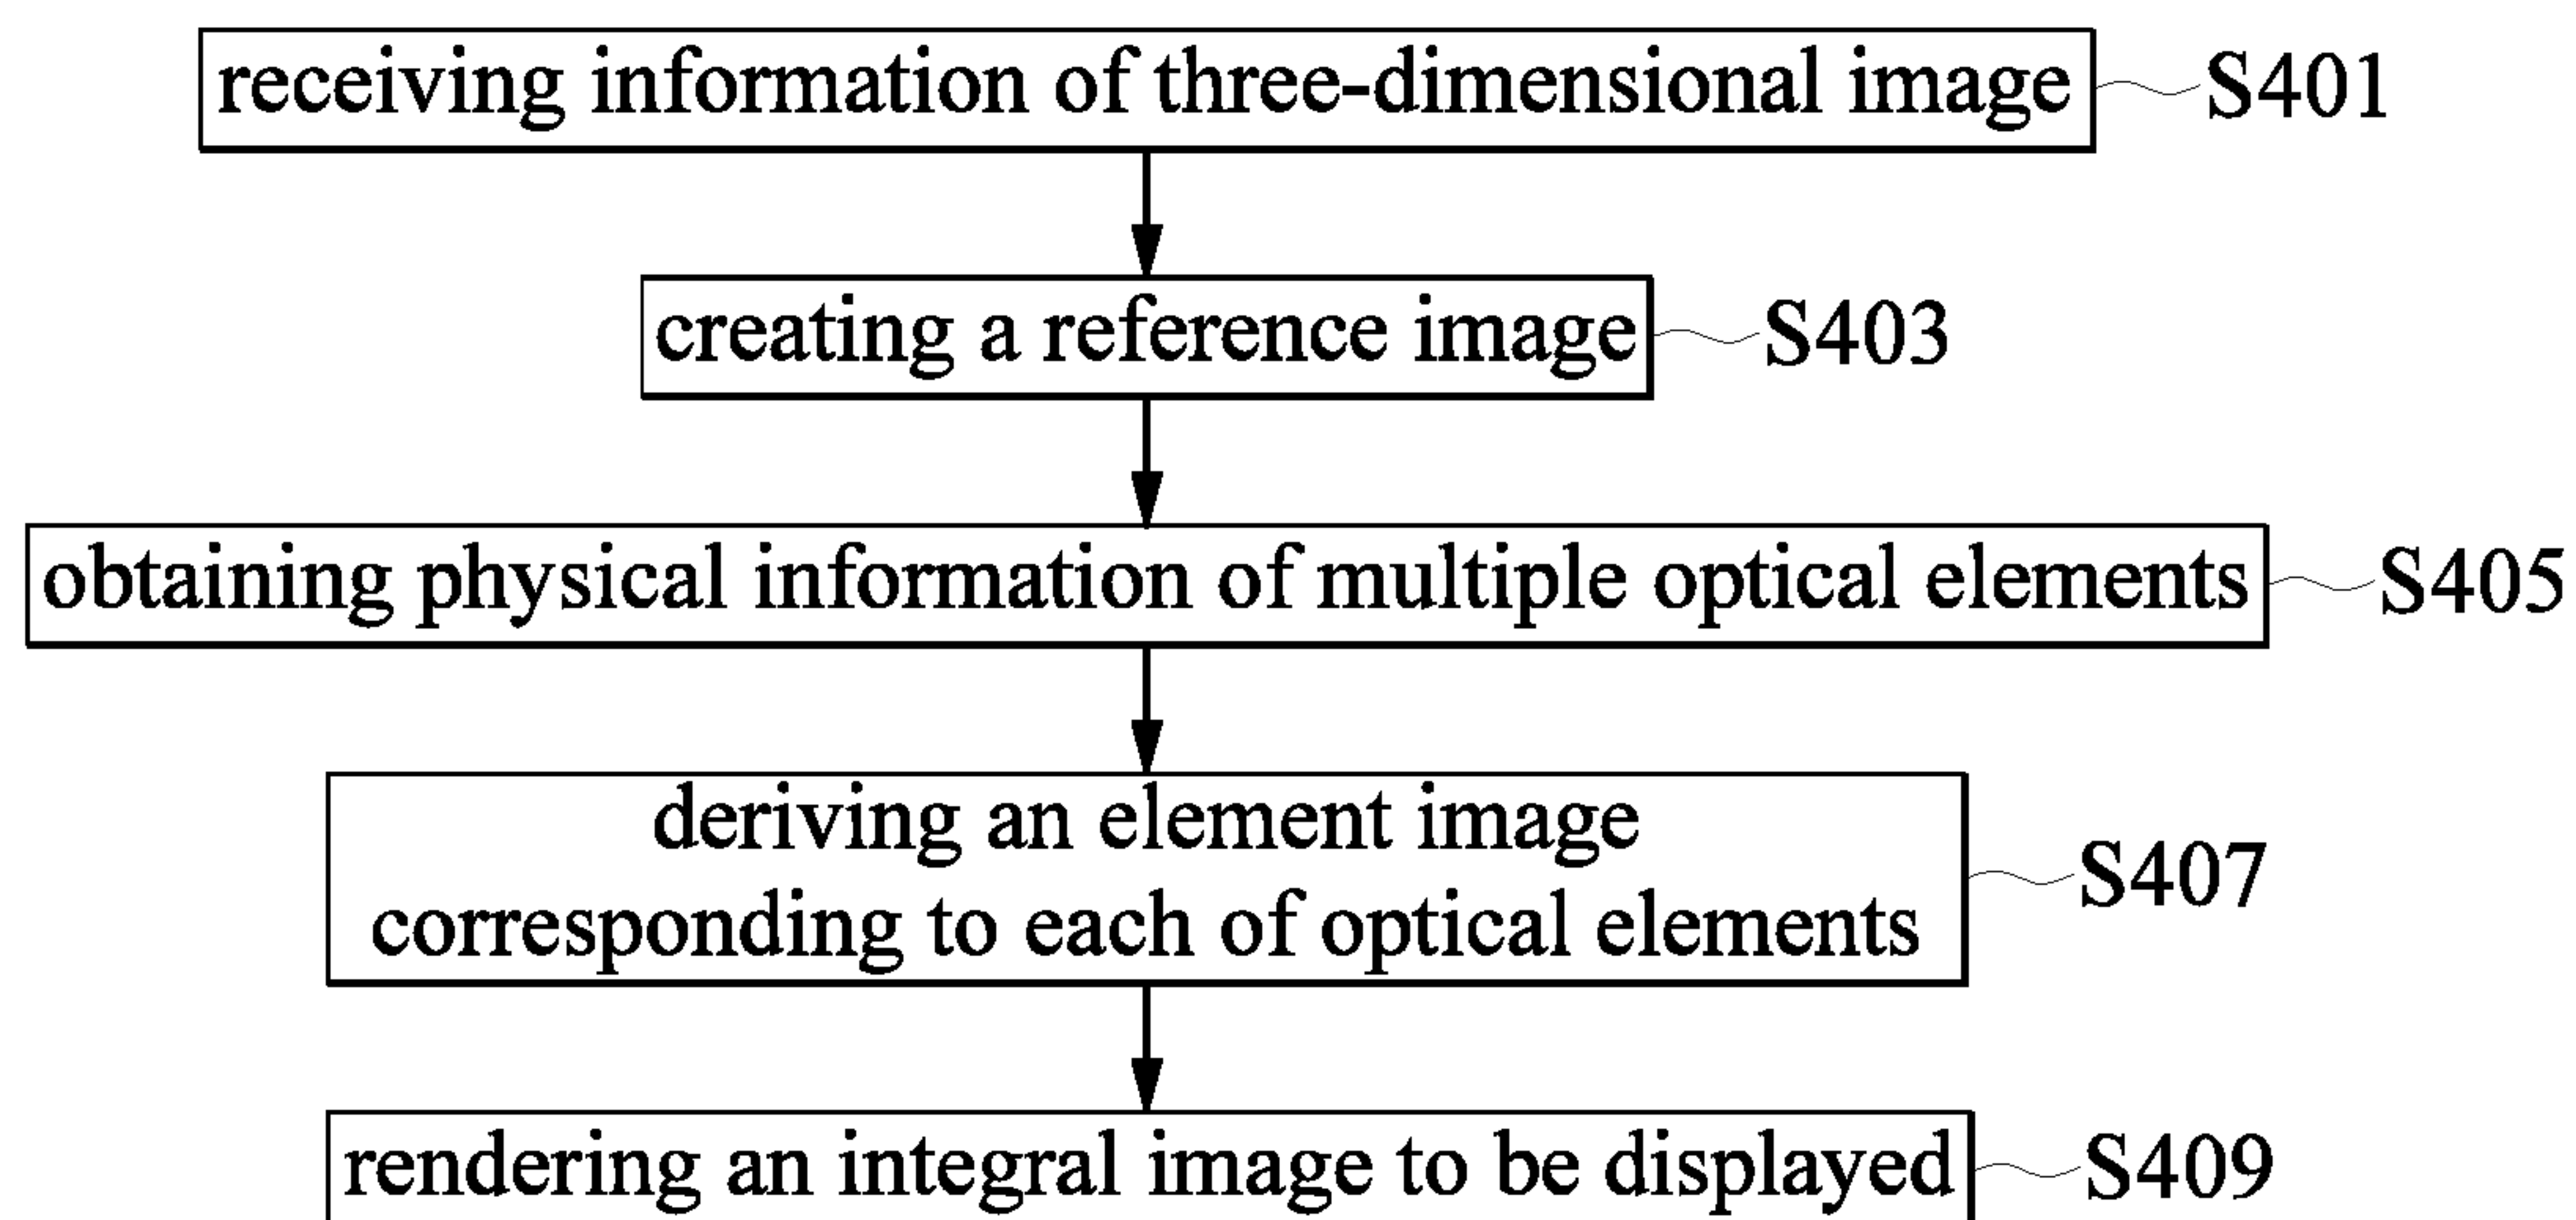 receiving information of three-dimensional image S401
creating a reference image S403
obtaining physical information of multiple optical elements S405
deriving an element image
corresponding to each of optical elements S407
rendering an integral image to be displayed S409